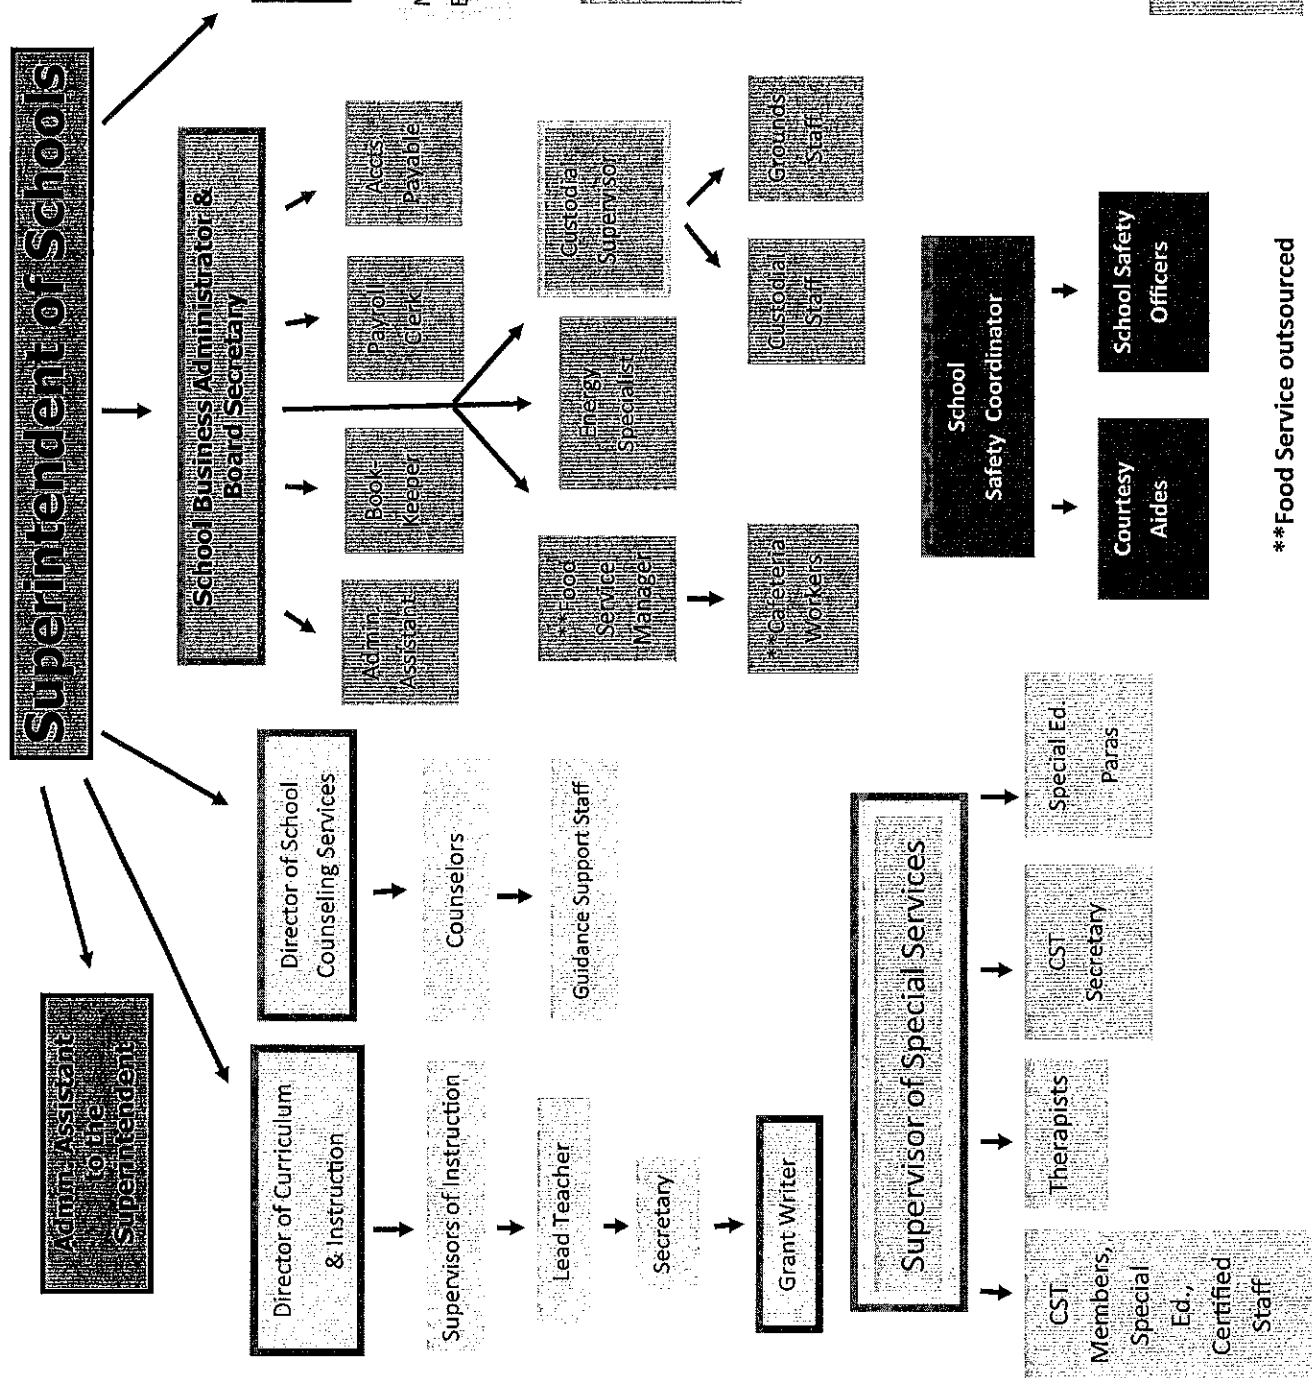 Superintendent of Schools
Admin. Assistant
to the
Superintendent
Director of Curriculum
& Instruction
Supervisors of Instruction
Lead Teacher
Secretary
Grant Writer
Director of School
Counseling Services
Counselors
Guidance Support Staff
School Business Administrator &
Board Secretary
Admin.
Assistant
Book-
Keeper
Payroll
Clerk
Accts.
Payable
**Food
Service
Manager
Energy
Specialist
Custodial
Supervisor
**Cafeteria
Workers
Custodial
Staff
Grounds
Staff
Supervisor of Special Services
CST
Members,
Special
Ed.,
Certified
Staff
Therapists
CST
Secretary
Special Ed.
Paras
School
Safety Coordinator
Courtesy
Aides
School Safety
Officers
**Food Service outsourced